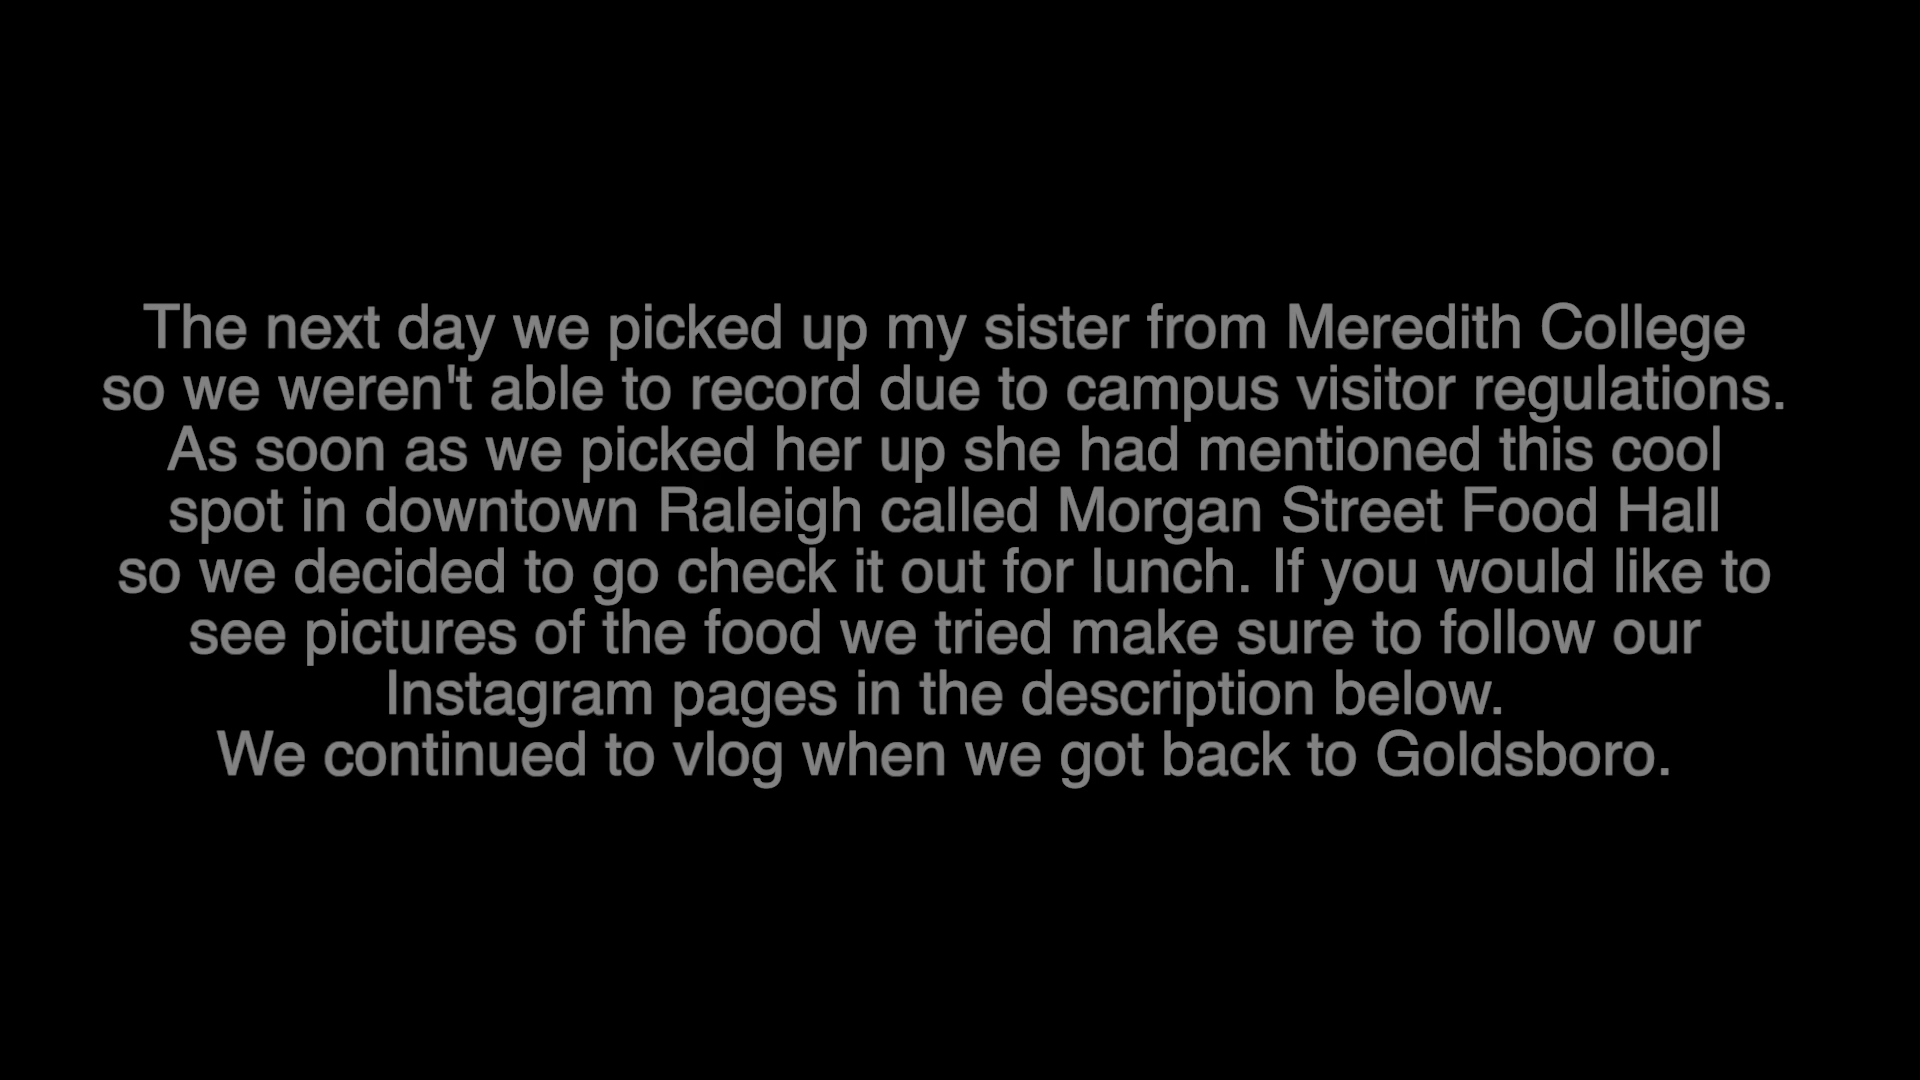 The next day we picked up my sister from Meredith College
so we weren't able to record due to campus visitor regulations.
As soon as we picked her up she had mentioned this cool
spot in downtown Raleigh called Morgan Street Food Hall
so we decided to go check it out for lunch. If you would like to
see pictures of the food we tried make sure to follow our
Instagram pages in the description below.
We continued to vlog when we got back to Goldsboro.